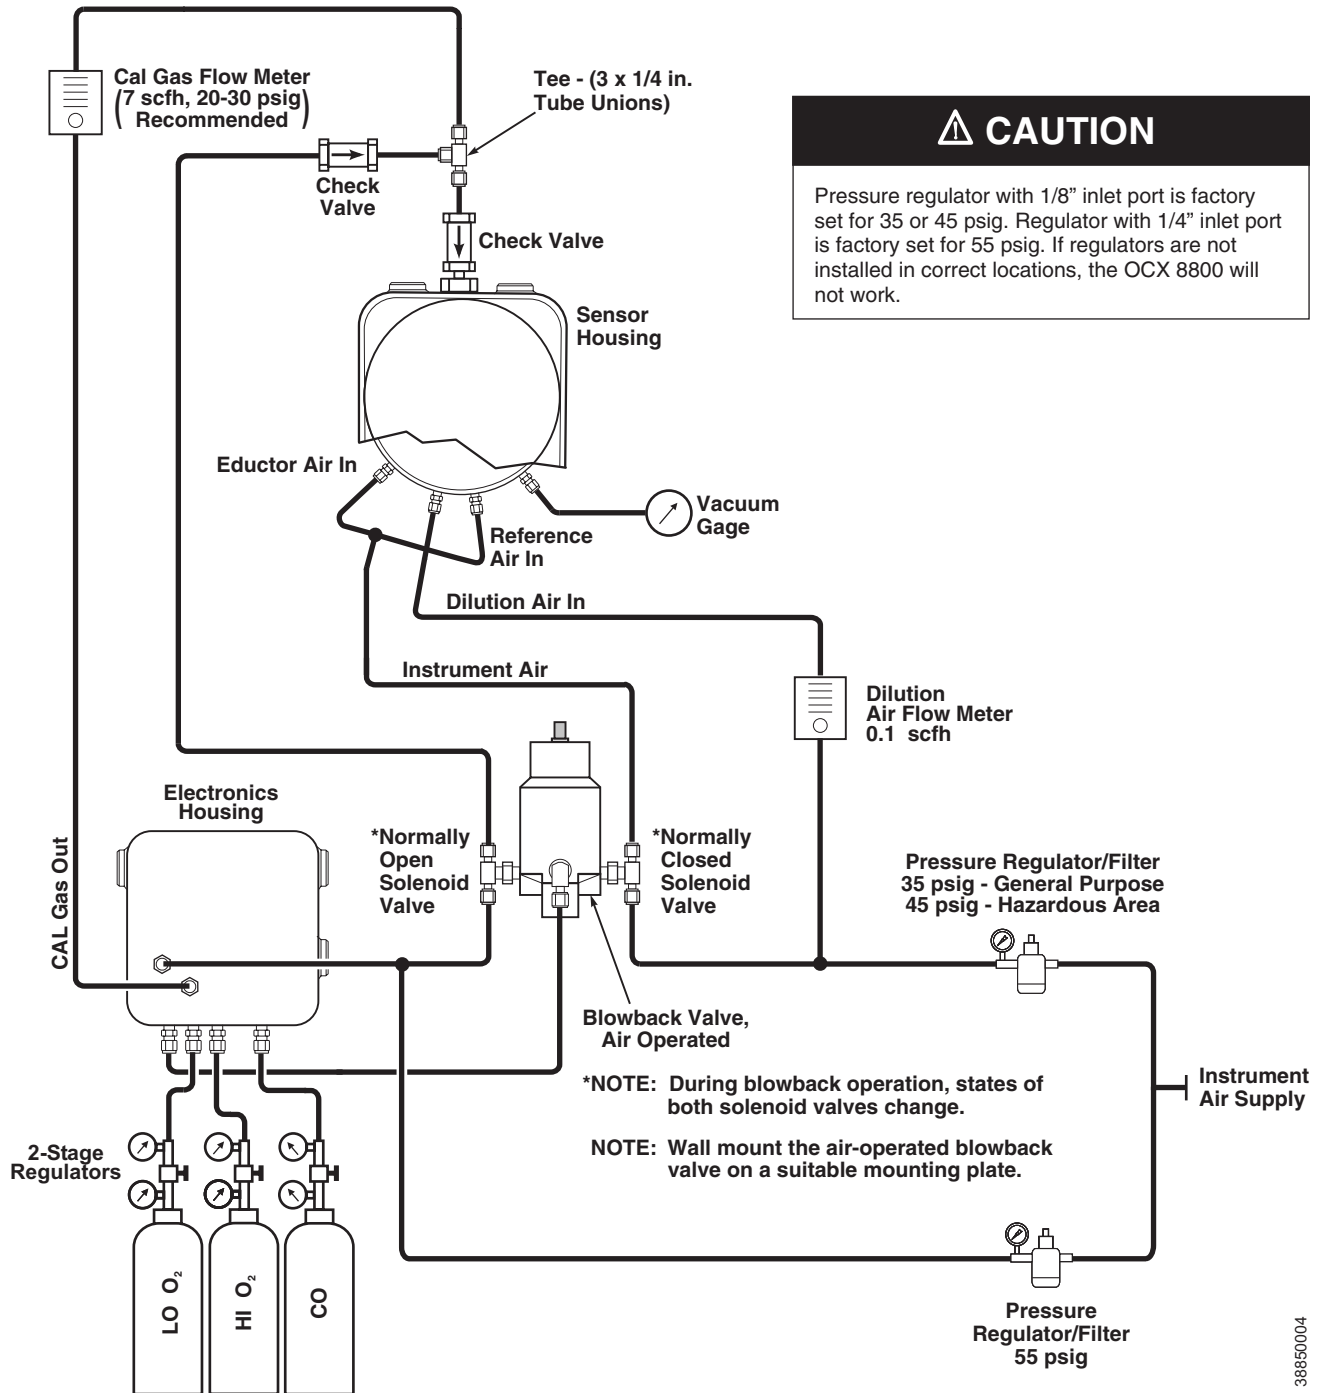 Cal Gas Flow Meter
(7 scfh, 20-30 psig)
Recommended
Tee - (3 x 1/4 in.
Tube Unions)
⚠ CAUTION
Pressure regulator with 1/8” inlet port is factory
set for 35 or 45 psig. Regulator with 1/4” inlet port
is factory set for 55 psig. If regulators are not
installed in correct locations, the OCX 8800 will
not work.
Check
Valve
Check Valve
Sensor
Housing
Eductor Air In
Vacuum
Gage
Reference
Air In
Dilution Air In
Instrument Air
Dilution
Air Flow Meter
0.1 scfh
Electronics
Housing
CAL Gas Out
*Normally
Open
Solenoid
Valve
*Normally
Closed
Solenoid
Valve
Pressure Regulator/Filter
35 psig - General Purpose
45 psig - Hazardous Area
Blowback Valve,
Air Operated
*NOTE: During blowback operation, states of
both solenoid valves change.
NOTE: Wall mount the air-operated blowback
valve on a suitable mounting plate.
Instrument
Air Supply
2-Stage
Regulators
LO O₂
HI O₂
CO
Pressure
Regulator/Filter
55 psig
38850004